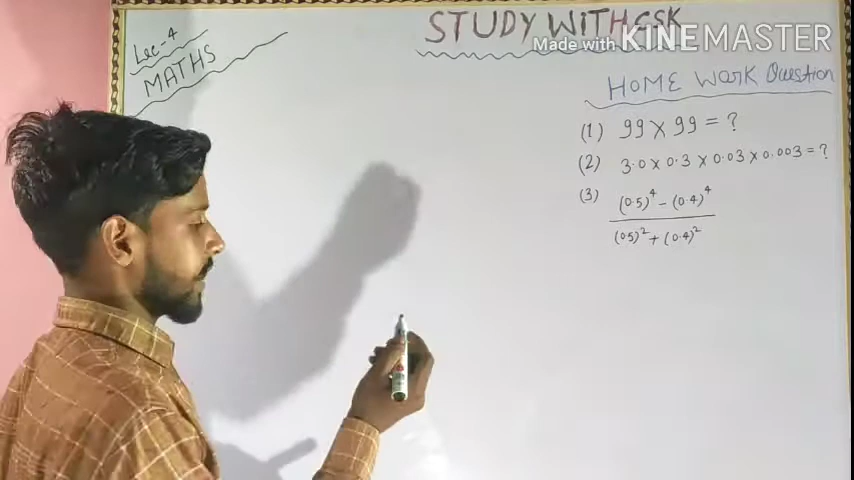 Lec-4
MATHS
STUDY WITH CSK
Made with KINEMASTER
HOME WORK Question
(1) 99 × 99 = ?
(2) 3.0 × 0.3 × 0.03 × 0.003 = ?
(3) (0.5)⁴ - (0.4)⁴
(0.5)² + (0.4)²